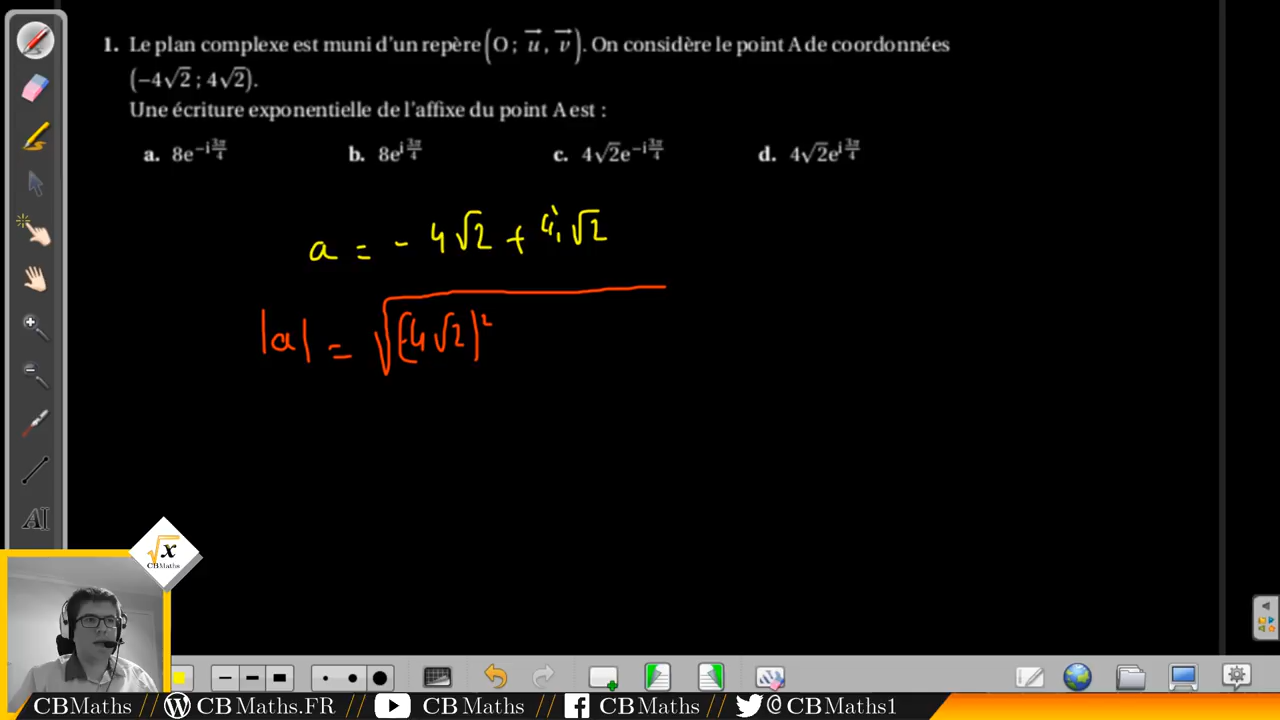 1. Le plan complexe est muni d'un repère (O ; u⃗, v⃗). On considère le point A de coordonnées
(−4√2 ; 4√2).
Une écriture exponentielle de l'affixe du point A est :
a. 8e^(−i3π/4) b. 8e^(i3π/4) c. 4√2e^(−i3π/4) d. 4√2e^(i3π/4)
a = - 4√2 + 4i√2
|a| = √(-4√2)²
AI
√x
CBMaths
CBMaths CBMaths.FR CBMaths CBMaths @CBMaths1